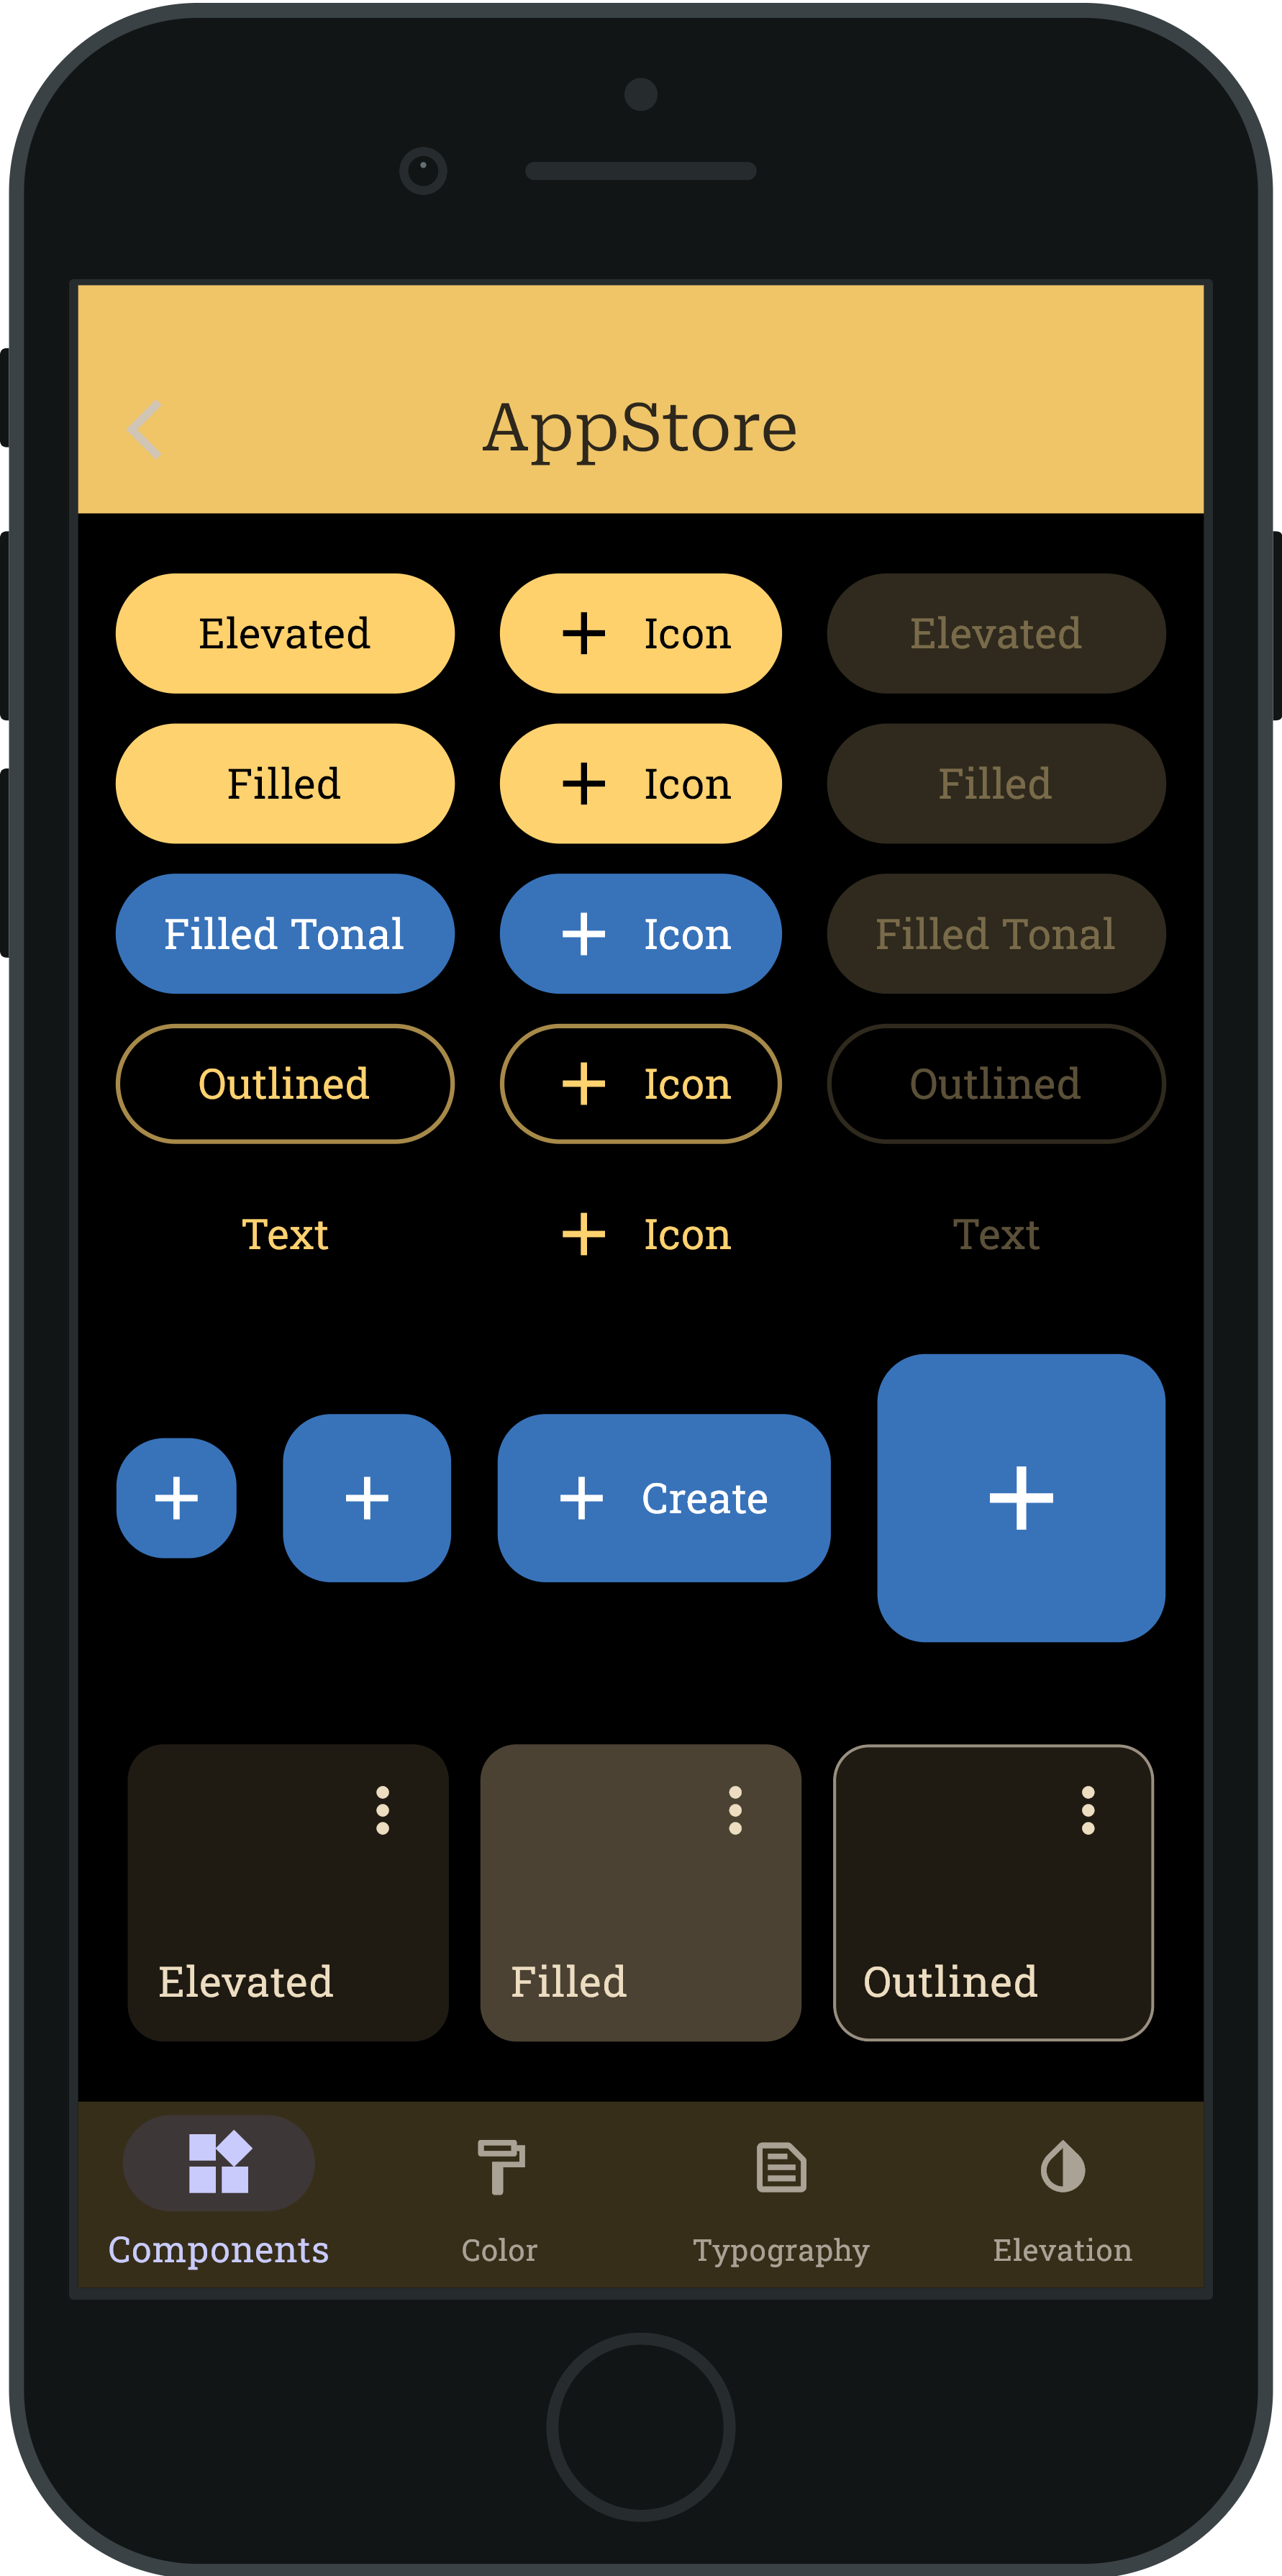 AppStore
Elevated Icon Elevated
Filled Icon Filled
Filled Tonal Icon Filled Tonal
Outlined Icon Outlined
Text Icon Text
Create
Elevated Filled Outlined
Components Color Typography Elevation